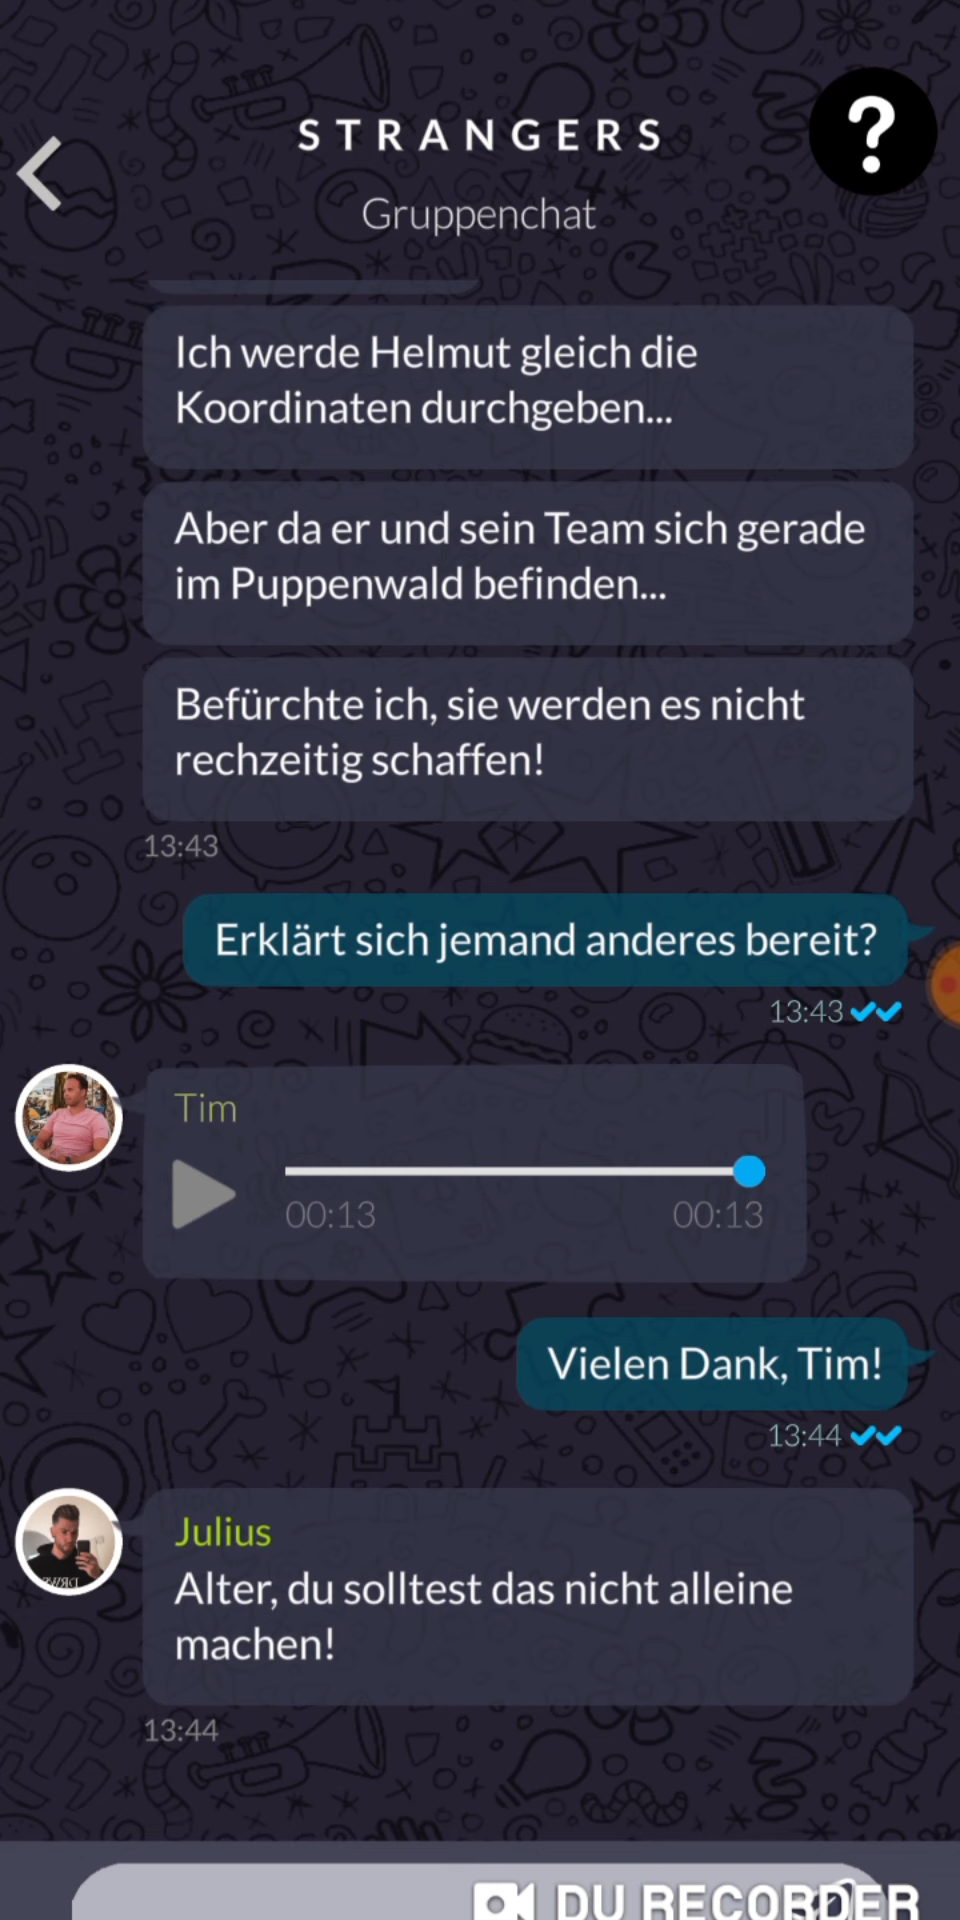 STRANGERS
?
Gruppenchat
Ich werde Helmut gleich die
Koordinaten durchgeben...
Aber da er und sein Team sich gerade
im Puppenwald befinden...
Befürchte ich, sie werden es nicht
rechzeitig schaffen!
13:43
Erklärt sich jemand anderes bereit?
13:43
Tim
00:13 00:13
Vielen Dank, Tim!
13:44
Julius
Alter, du solltest das nicht alleine
machen!
13:44
DU RECORDER